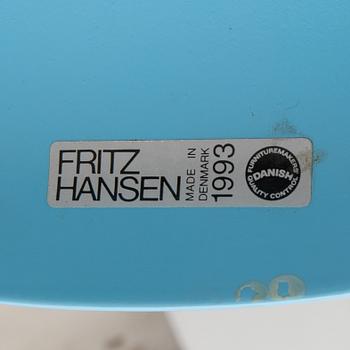 FRITZ
HANSEN
MADE IN
DENMARK
1993
FURNITUREMAKERS'
DANISH
QUALITY CONTROL